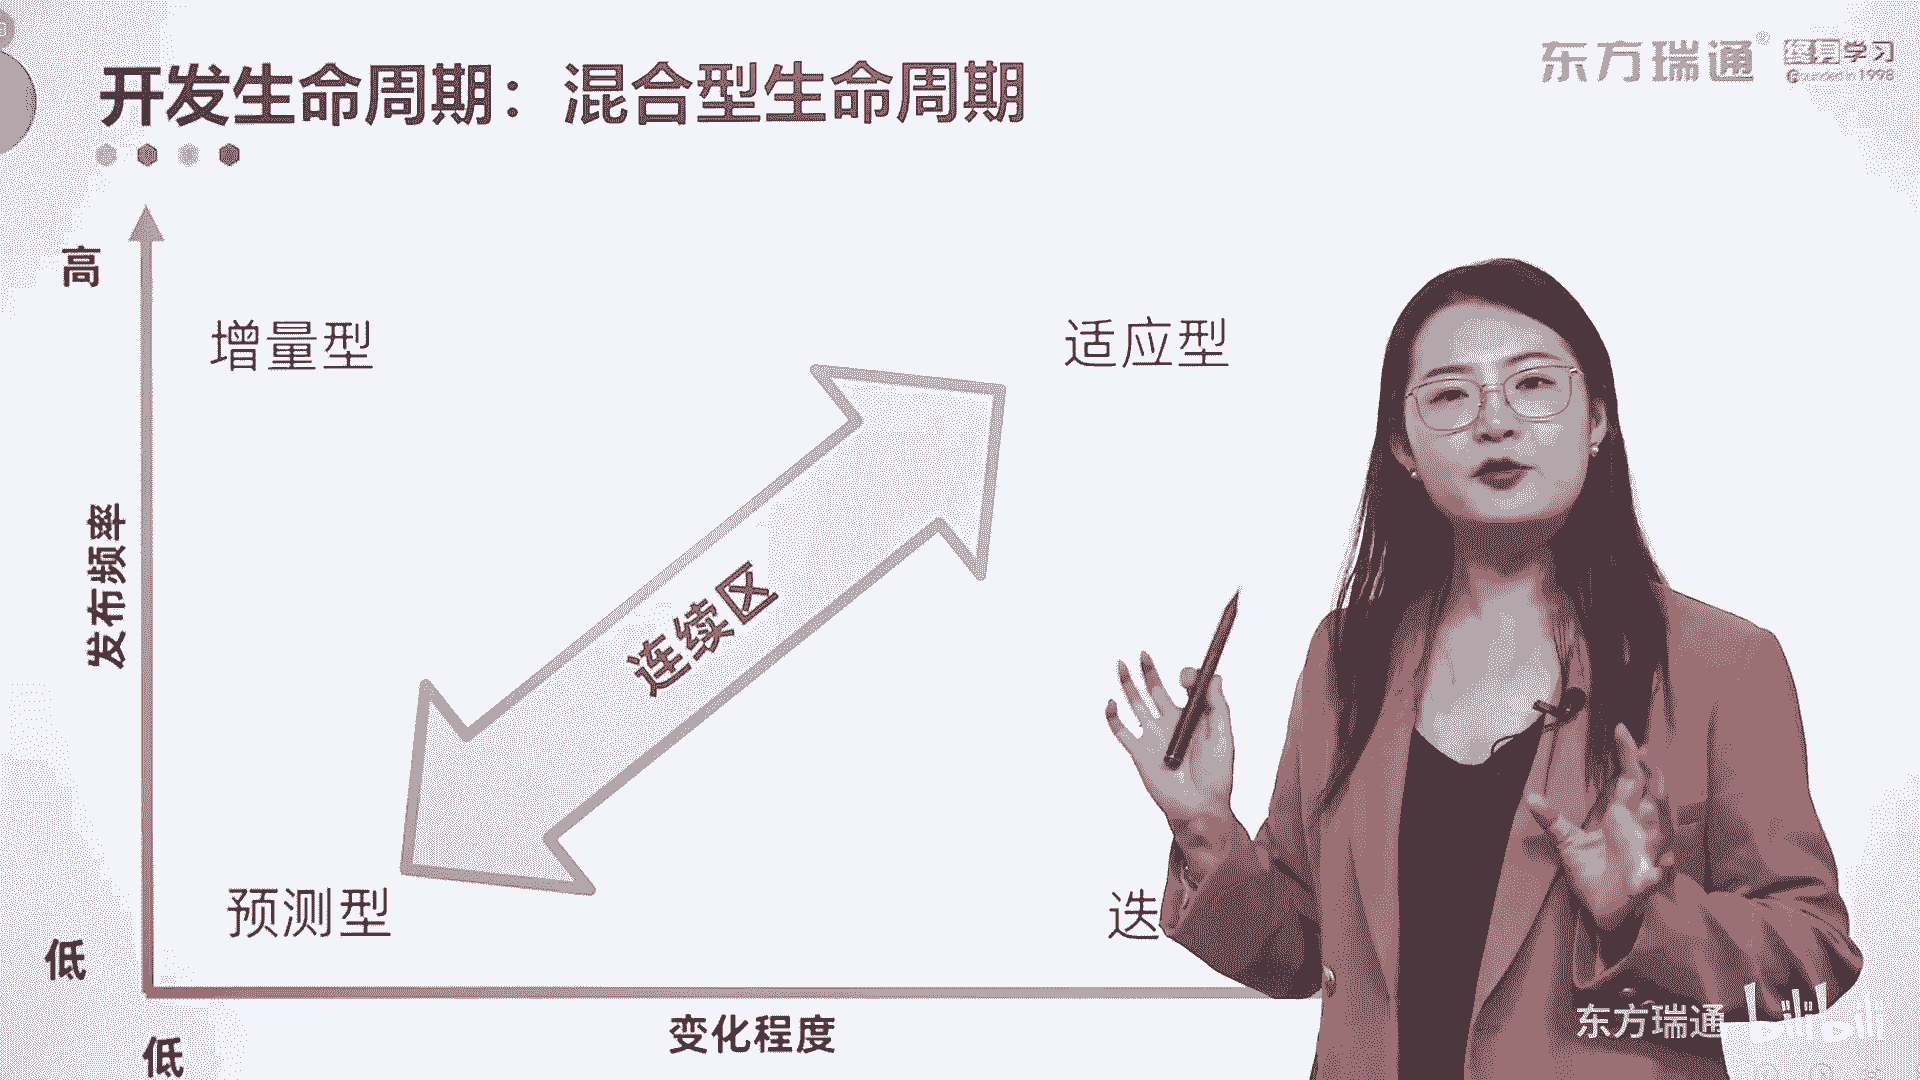 开发生命周期：混合型生命周期
东方瑞通®
终身学习
Founded in 1998
高
增量型
适应型
发布频率
连续区
预测型
迭
低
变化程度
低
东方瑞通
bilibili